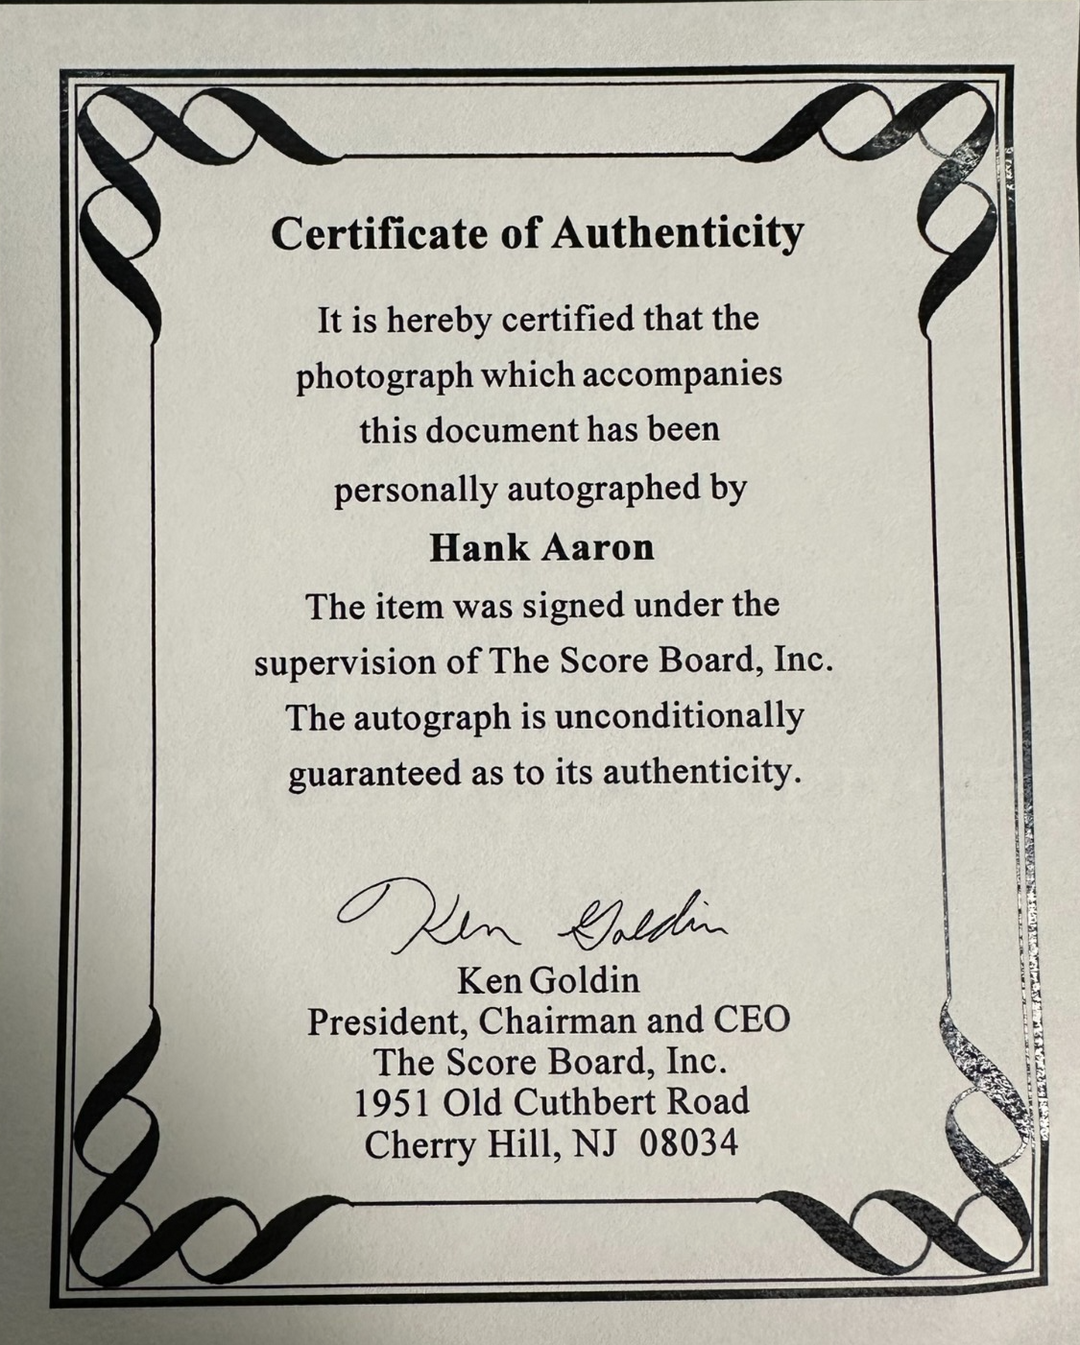 Certificate of Authenticity
It is hereby certified that the
photograph which accompanies
this document has been
personally autographed by
Hank Aaron
The item was signed under the
supervision of The Score Board, Inc.
The autograph is unconditionally
guaranteed as to its authenticity.
Ken Goldin
Ken Goldin
President, Chairman and CEO
The Score Board, Inc.
1951 Old Cuthbert Road
Cherry Hill, NJ  08034